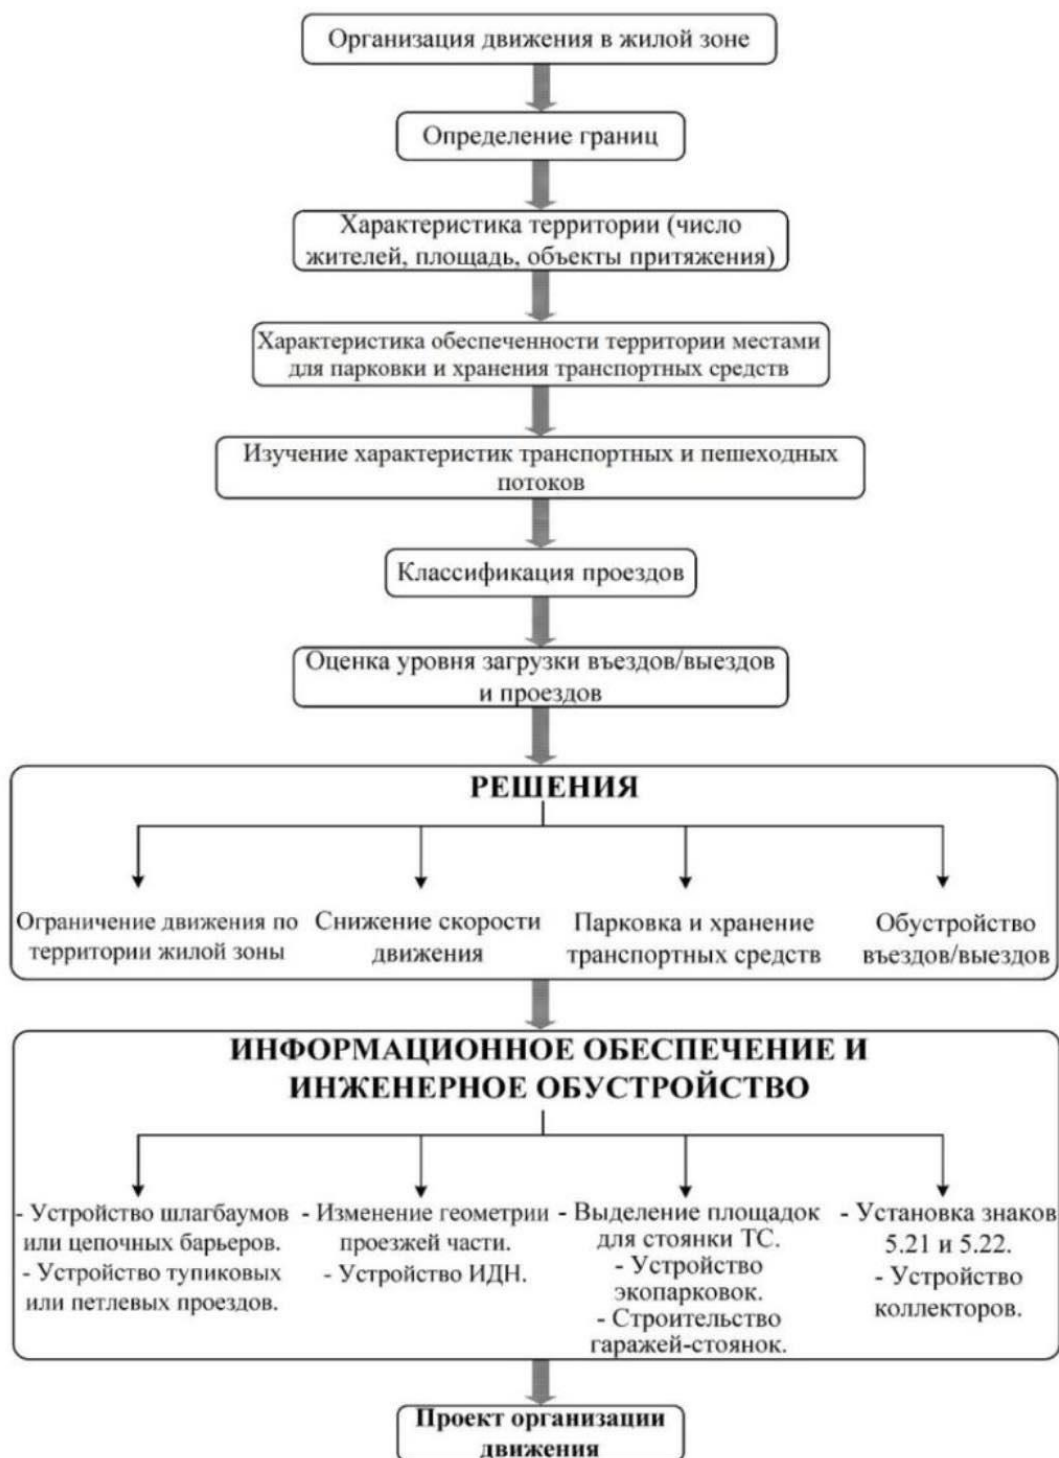 Организация движения в жилой зоне
Определение границ
Характеристика территории (число
жителей, площадь, объекты притяжения)
Характеристика обеспеченности территории местами
для парковки и хранения транспортных средств
Изучение характеристик транспортных и пешеходных
потоков
Классификация проездов
Оценка уровня загрузки въездов/выездов
и проездов
РЕШЕНИЯ
Ограничение движения по
территории жилой зоны
Снижение скорости
движения
Парковка и хранение
транспортных средств
Обустройство
въездов/выездов
ИНФОРМАЦИОННОЕ ОБЕСПЕЧЕНИЕ И
ИНЖЕНЕРНОЕ ОБУСТРОЙСТВО
- Устройство шлагбаумов
или цепочных барьеров.
- Устройство тупиковых
или петлевых проездов.
- Изменение геометрии
проезжей части.
- Устройство ИДН.
- Выделение площадок
для стоянки ТС.
- Устройство
экопарковок.
- Строительство
гаражей-стоянок.
- Установка знаков
5.21 и 5.22.
- Устройство
коллекторов.
Проект организации
движения